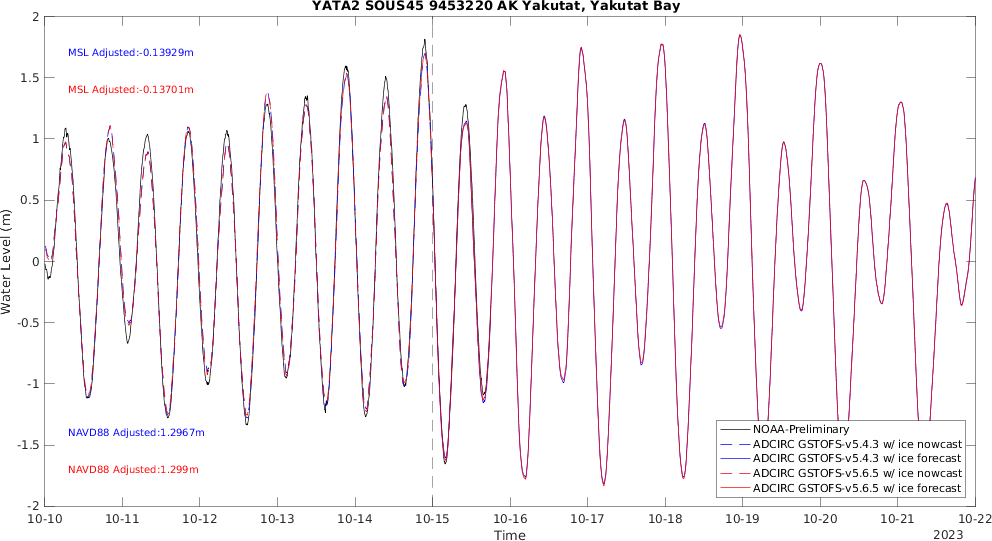 YATA2 SOUS45 9453220 AK Yakutat, Yakutat Bay
2
1.5
1
0.5
0
-0.5
-1
-1.5
-2
Water Level (m)
MSL Adjusted:-0.13929m
MSL Adjusted:-0.13701m
NAVD88 Adjusted:1.2967m
NAVD88 Adjusted:1.299m
NOAA-Preliminary
ADCIRC GSTOFS-v5.4.3 w/ ice nowcast
ADCIRC GSTOFS-v5.4.3 w/ ice forecast
ADCIRC GSTOFS-v5.6.5 w/ ice nowcast
ADCIRC GSTOFS-v5.6.5 w/ ice forecast
10-10 10-11 10-12 10-13 10-14 10-15 10-16 10-17 10-18 10-19 10-20 10-21 10-22
Time
2023